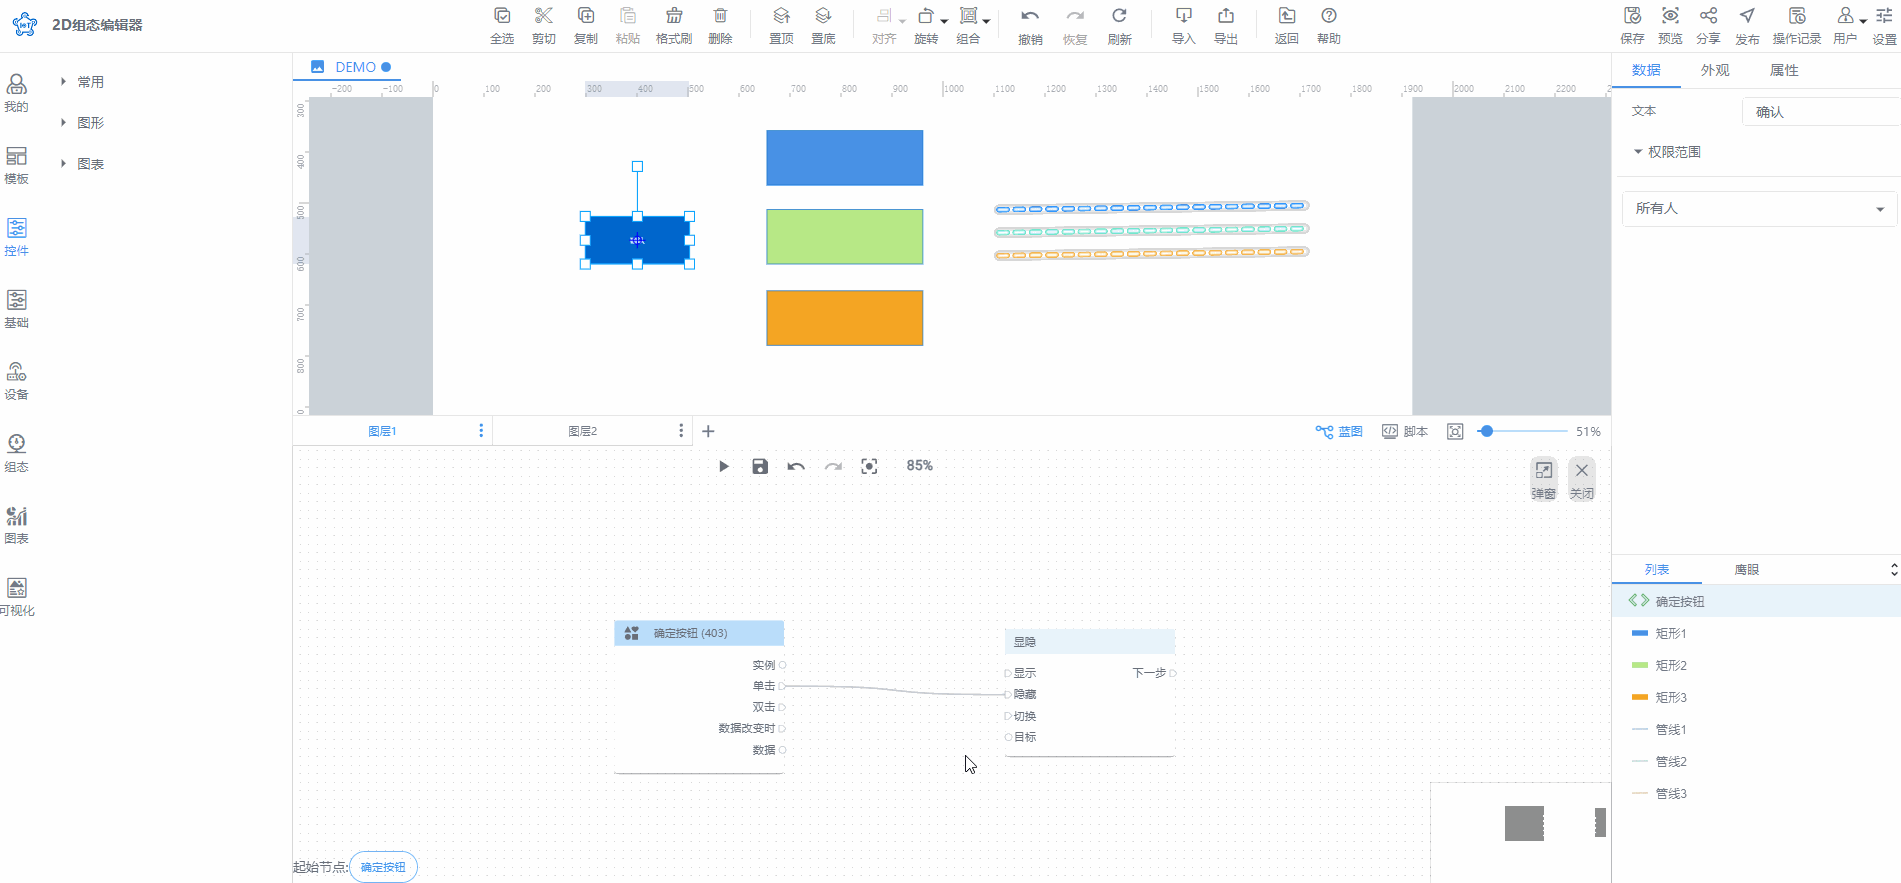 2D组态编辑器
全选 剪切 复制 粘贴 格式刷 删除 置顶 置底 对齐 旋转 组合 撤销 恢复 刷新 导入 导出 返回 帮助
保存 预览 分享 发布 操作记录 用户 设置
我的
模板
控件
基础
设备
组态
图表
可视化
常用
图形
图表
DEMO
-200 -100 0 100 200 300 400 500 600 700 800 900 1000 1100 1200 1300 1400 1500 1600 1700 1800 1900 2000 2100 2200
300
400
500
600
700
800
图层1 图层2
蓝图 脚本 51%
85%
弹窗 关闭
确定按钮 (403)
实例
单击
双击
数据改变时
数据
显隐
显示 下一步
隐藏
切换
目标
起始节点: 确定按钮
数据 外观 属性
文本 确认
权限范围
所有人
列表 鹰眼
确定按钮
矩形1
矩形2
矩形3
管线1
管线2
管线3